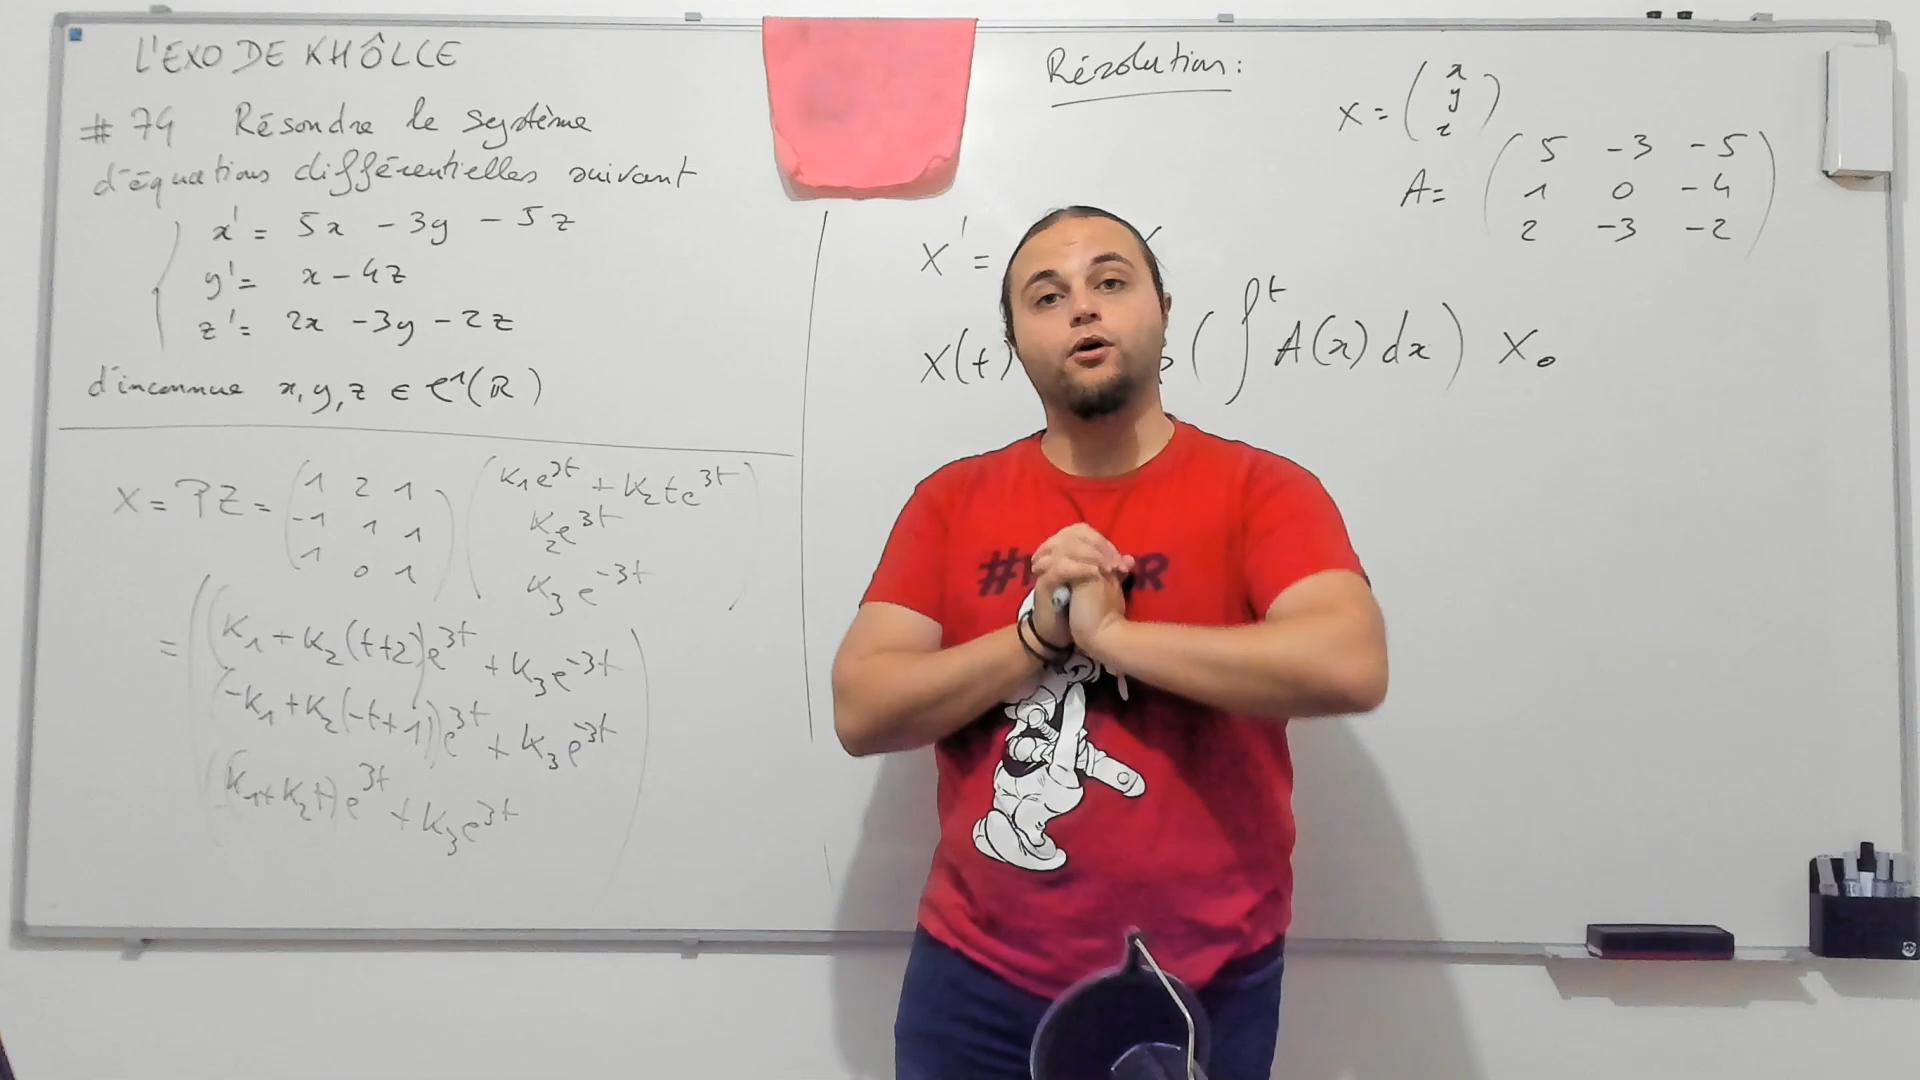 L'EXO DE KHÔLLE
# 74 Résoudre le système
d'équations différentielles suivant
x' = 5x - 3y - 5z
y' = x - 4z
z' = 2x - 3y - 2z
d'inconnue x, y, z ∈ C¹(ℝ)
X = PZ = ( 1 2 1 ) ( K₁e³ᵗ + K₂te³ᵗ )
( -1 1 1 ) ( K₂e³ᵗ )
( 1 0 1 ) ( K₃e⁻³ᵗ )
= ( (K₁ + K₂(t+2))e³ᵗ + K₃e⁻³ᵗ )
( (-K₁ + K₂(-t+1))e³ᵗ + K₃e⁻³ᵗ )
( (K₁ + K₂t)e³ᵗ + K₃e³ᵗ )
Résolution :
X = ( x )
( y )
( z )
A = ( 5 -3 -5 )
( 1 0 -4 )
( 2 -3 -2 )
X' =
X(t) ( ∫ᵗ A(x) dx ) X₀